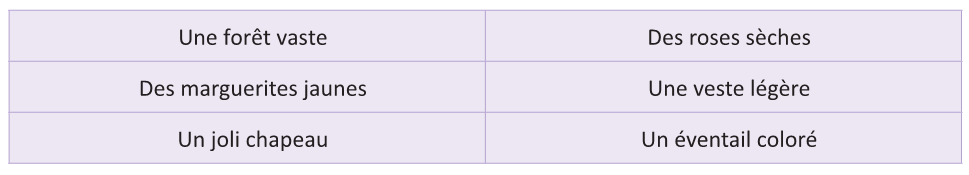 Une forêt vaste
Des roses sèches
Des marguerites jaunes
Une veste légère
Un joli chapeau
Un éventail coloré